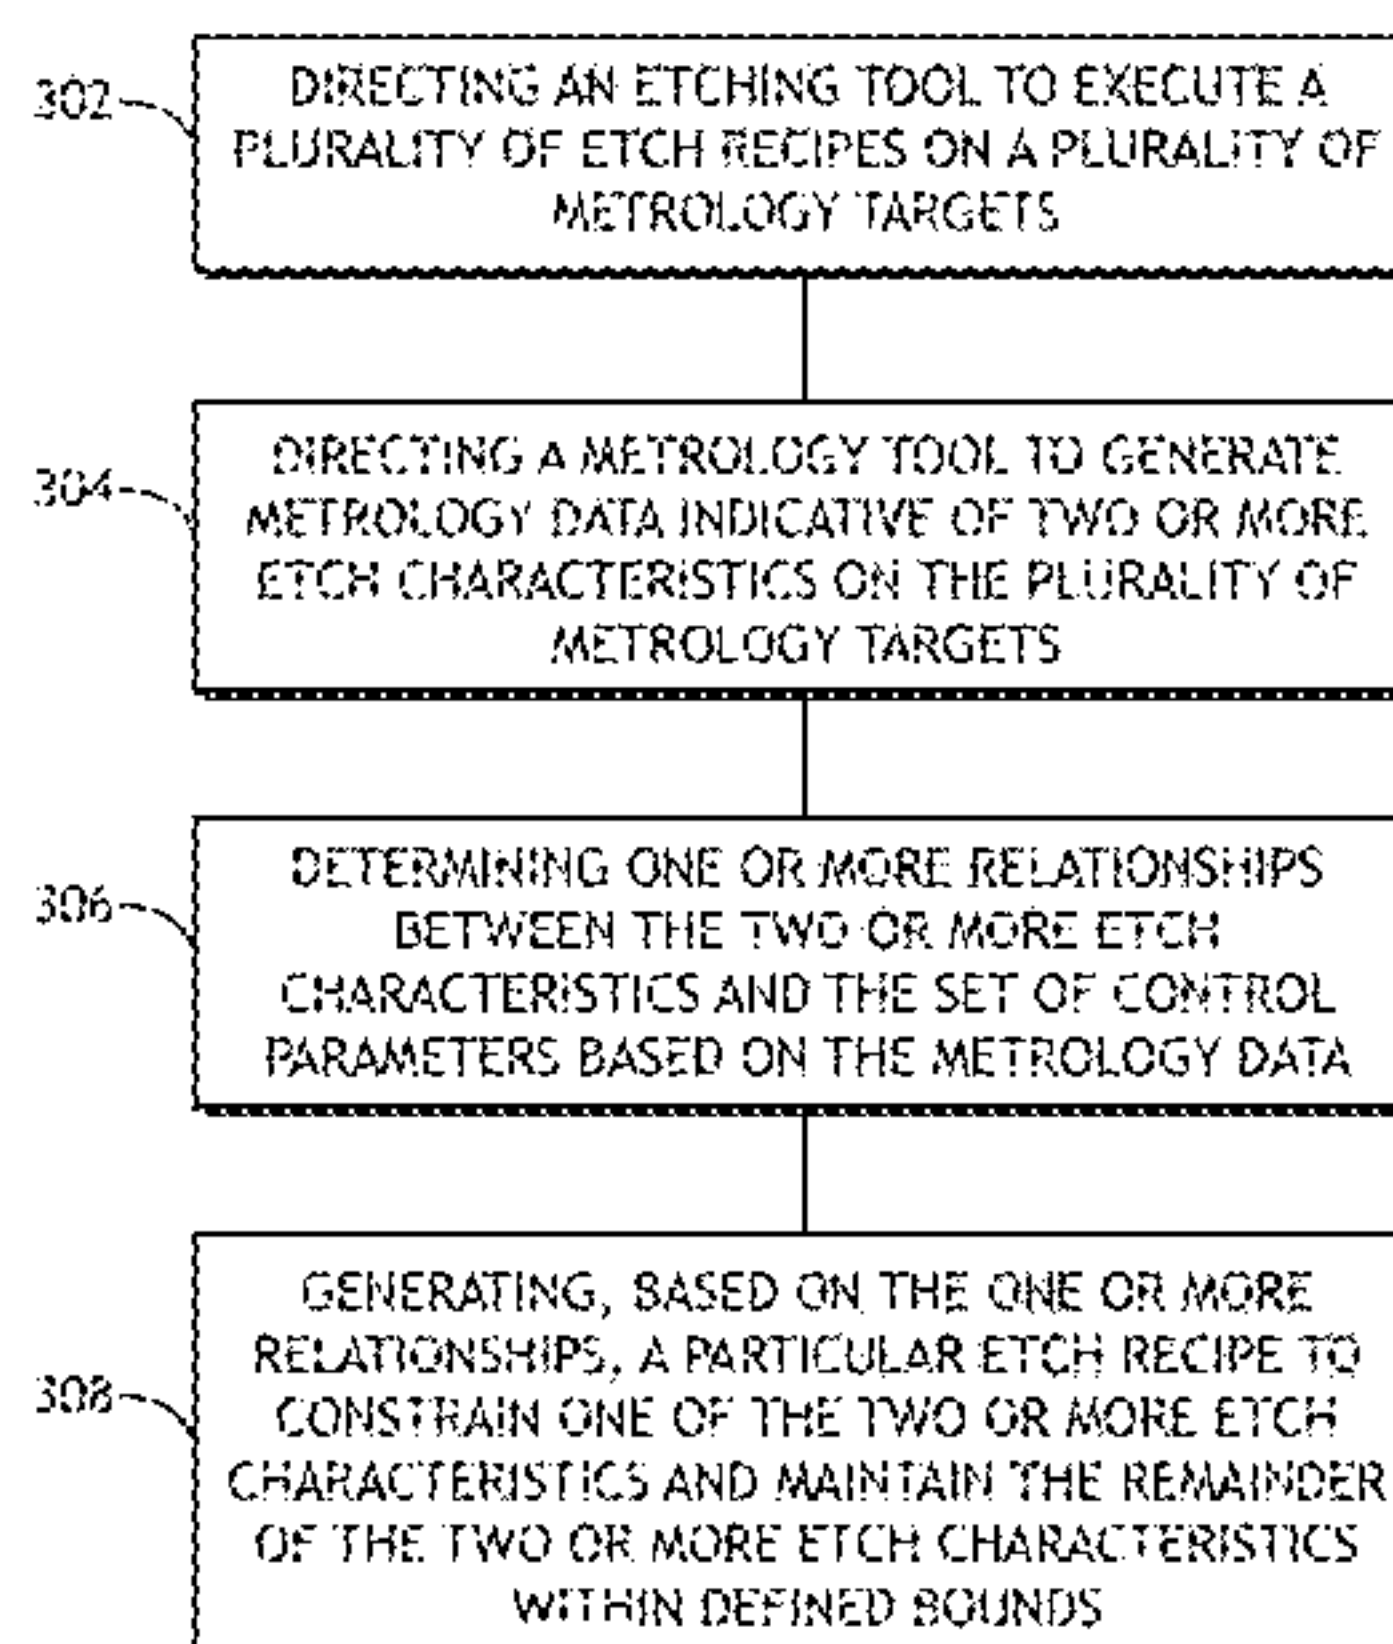 302
DIRECTING AN ETCHING TOOL TO EXECUTE A
PLURALITY OF ETCH RECIPES ON A PLURALITY OF
METROLOGY TARGETS
304
DIRECTING A METROLOGY TOOL TO GENERATE
METROLOGY DATA INDICATIVE OF TWO OR MORE
ETCH CHARACTERISTICS ON THE PLURALITY OF
METROLOGY TARGETS
306
DETERMINING ONE OR MORE RELATIONSHIPS
BETWEEN THE TWO OR MORE ETCH
CHARACTERISTICS AND THE SET OF CONTROL
PARAMETERS BASED ON THE METROLOGY DATA
308
GENERATING, BASED ON THE ONE OR MORE
RELATIONSHIPS, A PARTICULAR ETCH RECIPE TO
CONSTRAIN ONE OF THE TWO OR MORE ETCH
CHARACTERISTICS AND MAINTAIN THE REMAINDER
OF THE TWO OR MORE ETCH CHARACTERISTICS
WITHIN DEFINED BOUNDS